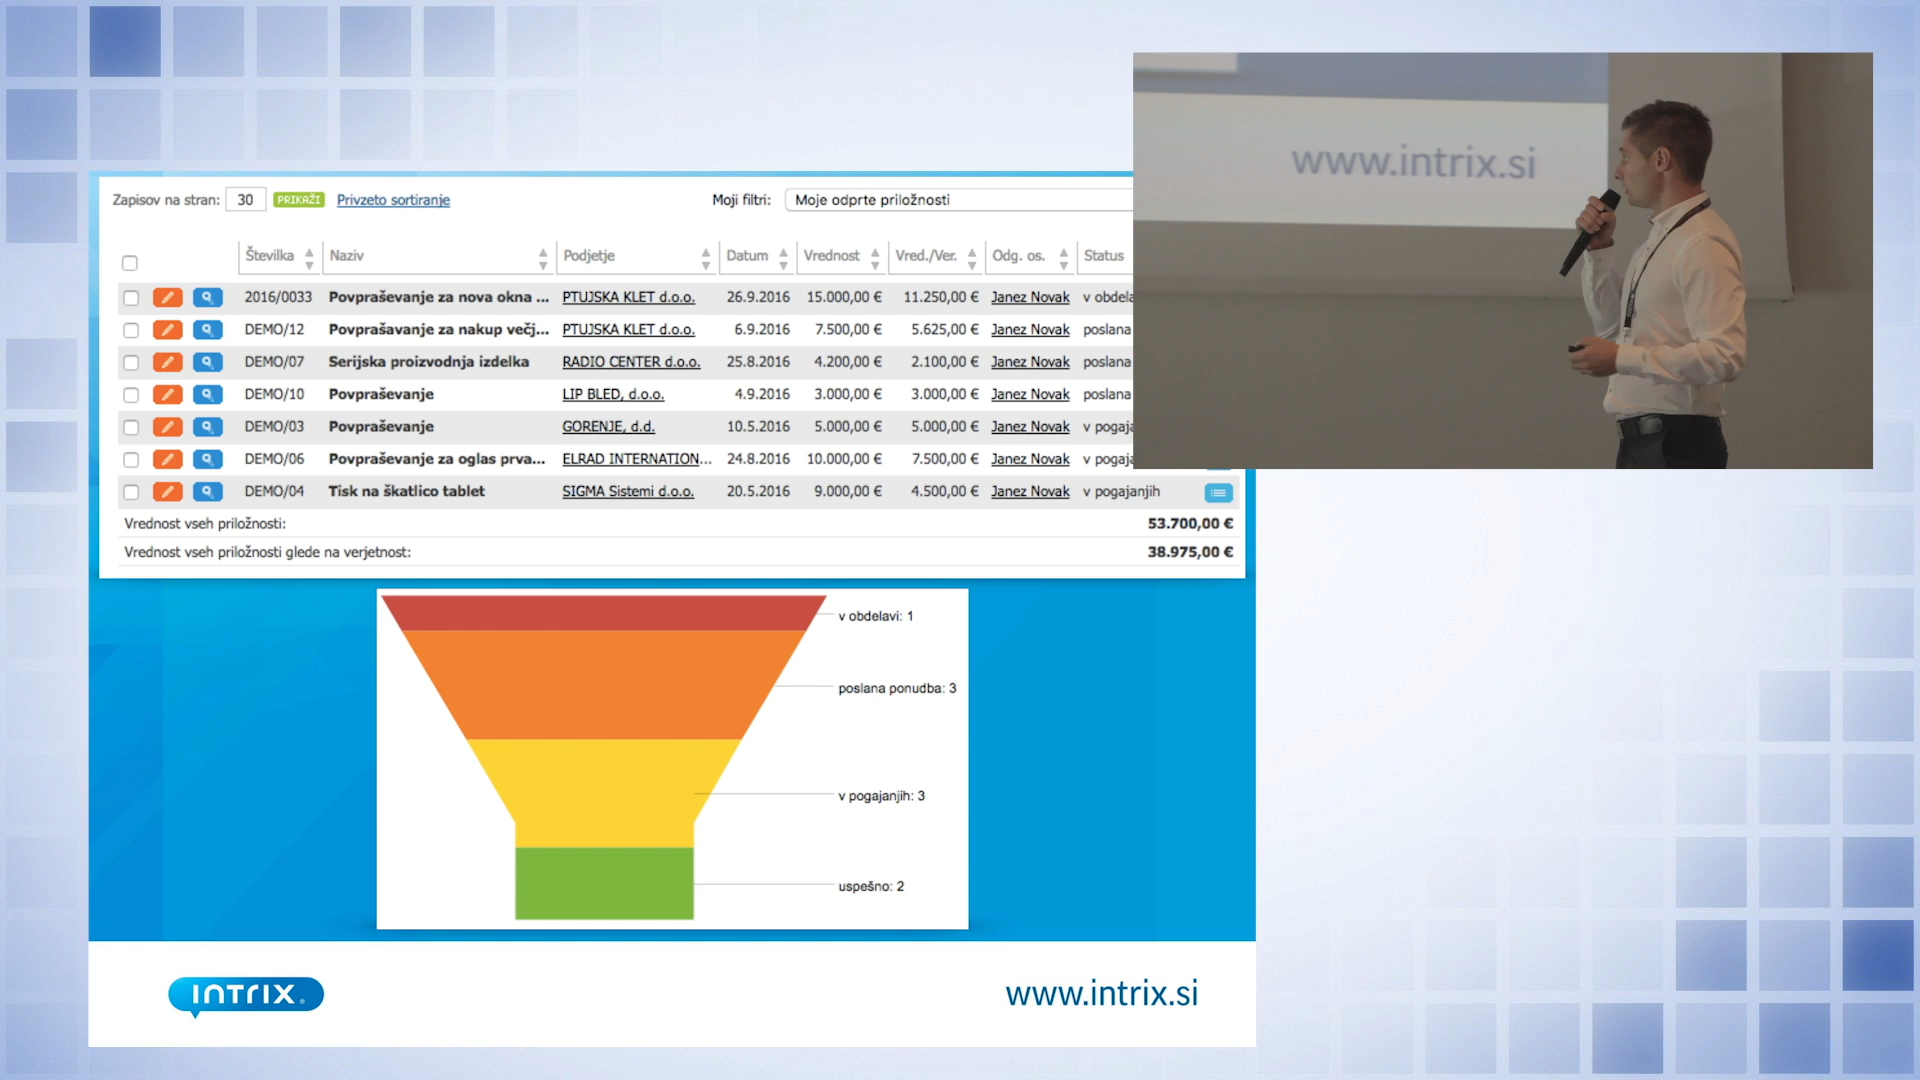 Zapisov na stran: 30 PRIKAŽI Privzeto sortiranje Moji filtri: Moje odprte priložnosti
Številka Naziv Podjetje Datum Vrednost Vred./Ver. Odg. os. Status
2016/0033 Povpraševanje za nova okna ... PTUJSKA KLET d.o.o. 26.9.2016 15.000,00 € 11.250,00 € Janez Novak v obdela
DEMO/12 Povprašavanje za nakup večj... PTUJSKA KLET d.o.o. 6.9.2016 7.500,00 € 5.625,00 € Janez Novak poslana
DEMO/07 Serijska proizvodnja izdelka RADIO CENTER d.o.o. 25.8.2016 4.200,00 € 2.100,00 € Janez Novak poslana
DEMO/10 Povpraševanje LIP BLED, d.o.o. 4.9.2016 3.000,00 € 3.000,00 € Janez Novak poslana
DEMO/03 Povpraševanje GORENJE, d.d. 10.5.2016 5.000,00 € 5.000,00 € Janez Novak v pogaja
DEMO/06 Povpraševanje za oglas prva... ELRAD INTERNATION... 24.8.2016 10.000,00 € 7.500,00 € Janez Novak v pogaja
DEMO/04 Tisk na škatlico tablet SIGMA Sistemi d.o.o. 20.5.2016 9.000,00 € 4.500,00 € Janez Novak v pogajanjih
Vrednost vseh priložnosti: 53.700,00 €
Vrednost vseh priložnosti glede na verjetnost: 38.975,00 €
www.intrix.si
v obdelavi: 1
poslana ponudba: 3
v pogajanjih: 3
uspešno: 2
INTRIX
www.intrix.si